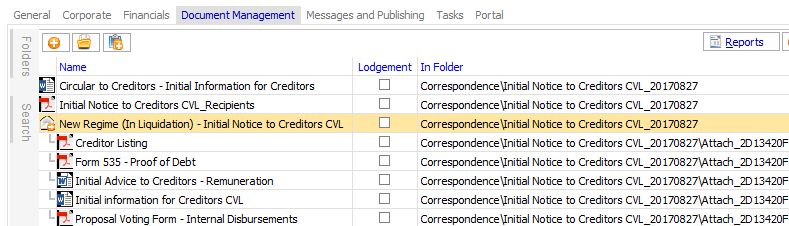 General Corporate Financials Document Management Messages and Publishing Tasks Portal
Folders
Search
Reports
Name Lodgement In Folder
Circular to Creditors - Initial Information for Creditors Correspondence\Initial Notice to Creditors CVL_20170827
Initial Notice to Creditors CVL_Recipients Correspondence\Initial Notice to Creditors CVL_20170827
New Regime (In Liquidation) - Initial Notice to Creditors CVL Correspondence\Initial Notice to Creditors CVL_20170827
Creditor Listing Correspondence\Initial Notice to Creditors CVL_20170827\Attach_2D13420F
Form 535 - Proof of Debt Correspondence\Initial Notice to Creditors CVL_20170827\Attach_2D13420F
Initial Advice to Creditors - Remuneration Correspondence\Initial Notice to Creditors CVL_20170827\Attach_2D13420F
Initial information for Creditors CVL Correspondence\Initial Notice to Creditors CVL_20170827\Attach_2D13420F
Proposal Voting Form - Internal Disbursements Correspondence\Initial Notice to Creditors CVL_20170827\Attach_2D13420F